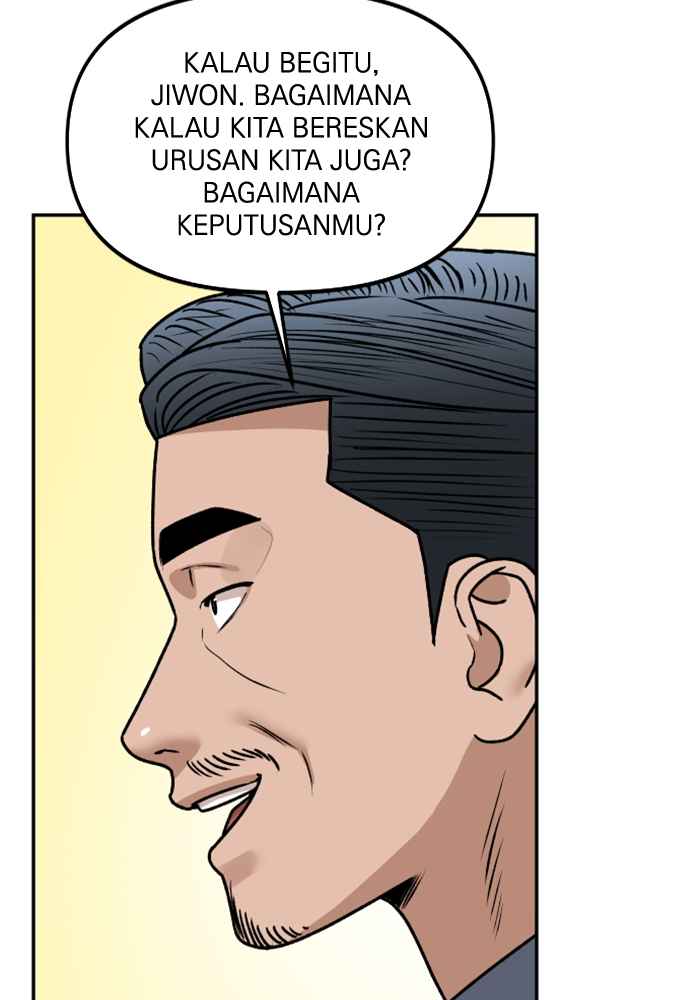 KALAU BEGITU,
JIWON. BAGAIMANA
KALAU KITA BERESKAN
URUSAN KITA JUGA?
BAGAIMANA
KEPUTUSANMU?